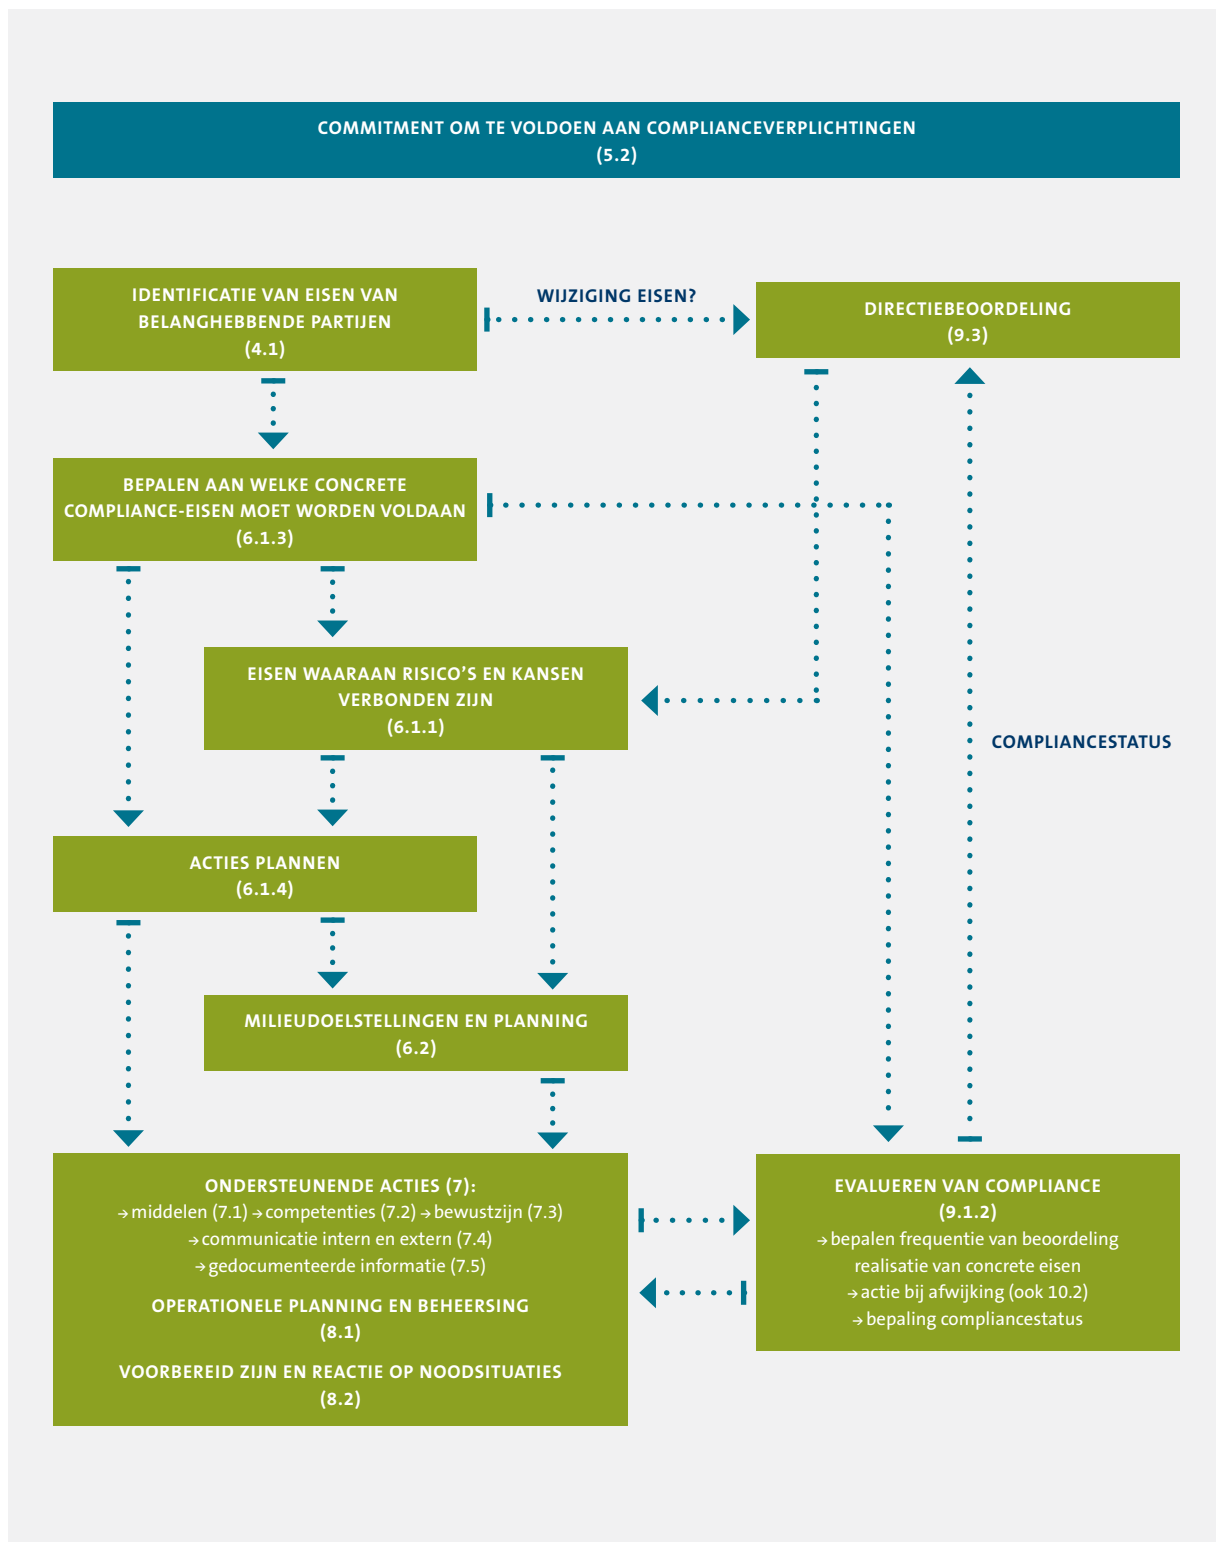 COMMITMENT OM TE VOLDOEN AAN COMPLIANCEVERPLICHTINGEN
(5.2)
IDENTIFICATIE VAN EISEN VAN
BELANGHEBBENDE PARTIJEN
(4.1)
WIJZIGING EISEN?
DIRECTIEBEOORDELING
(9.3)
BEPALEN AAN WELKE CONCRETE
COMPLIANCE-EISEN MOET WORDEN VOLDAAN
(6.1.3)
EISEN WAARAAN RISICO’S EN KANSEN
VERBONDEN ZIJN
(6.1.1)
COMPLIANCESTATUS
ACTIES PLANNEN
(6.1.4)
MILIEUDOELSTELLINGEN EN PLANNING
(6.2)
ONDERSTEUNENDE ACTIES (7):
→ middelen (7.1) → competenties (7.2) → bewustzijn (7.3)
→ communicatie intern en extern (7.4)
→ gedocumenteerde informatie (7.5)
OPERATIONELE PLANNING EN BEHEERSING
(8.1)
VOORBEREID ZIJN EN REACTIE OP NOODSITUATIES
(8.2)
EVALUEREN VAN COMPLIANCE
(9.1.2)
→ bepalen frequentie van beoordeling
realisatie van concrete eisen
→ actie bij afwijking (ook 10.2)
→ bepaling compliancestatus